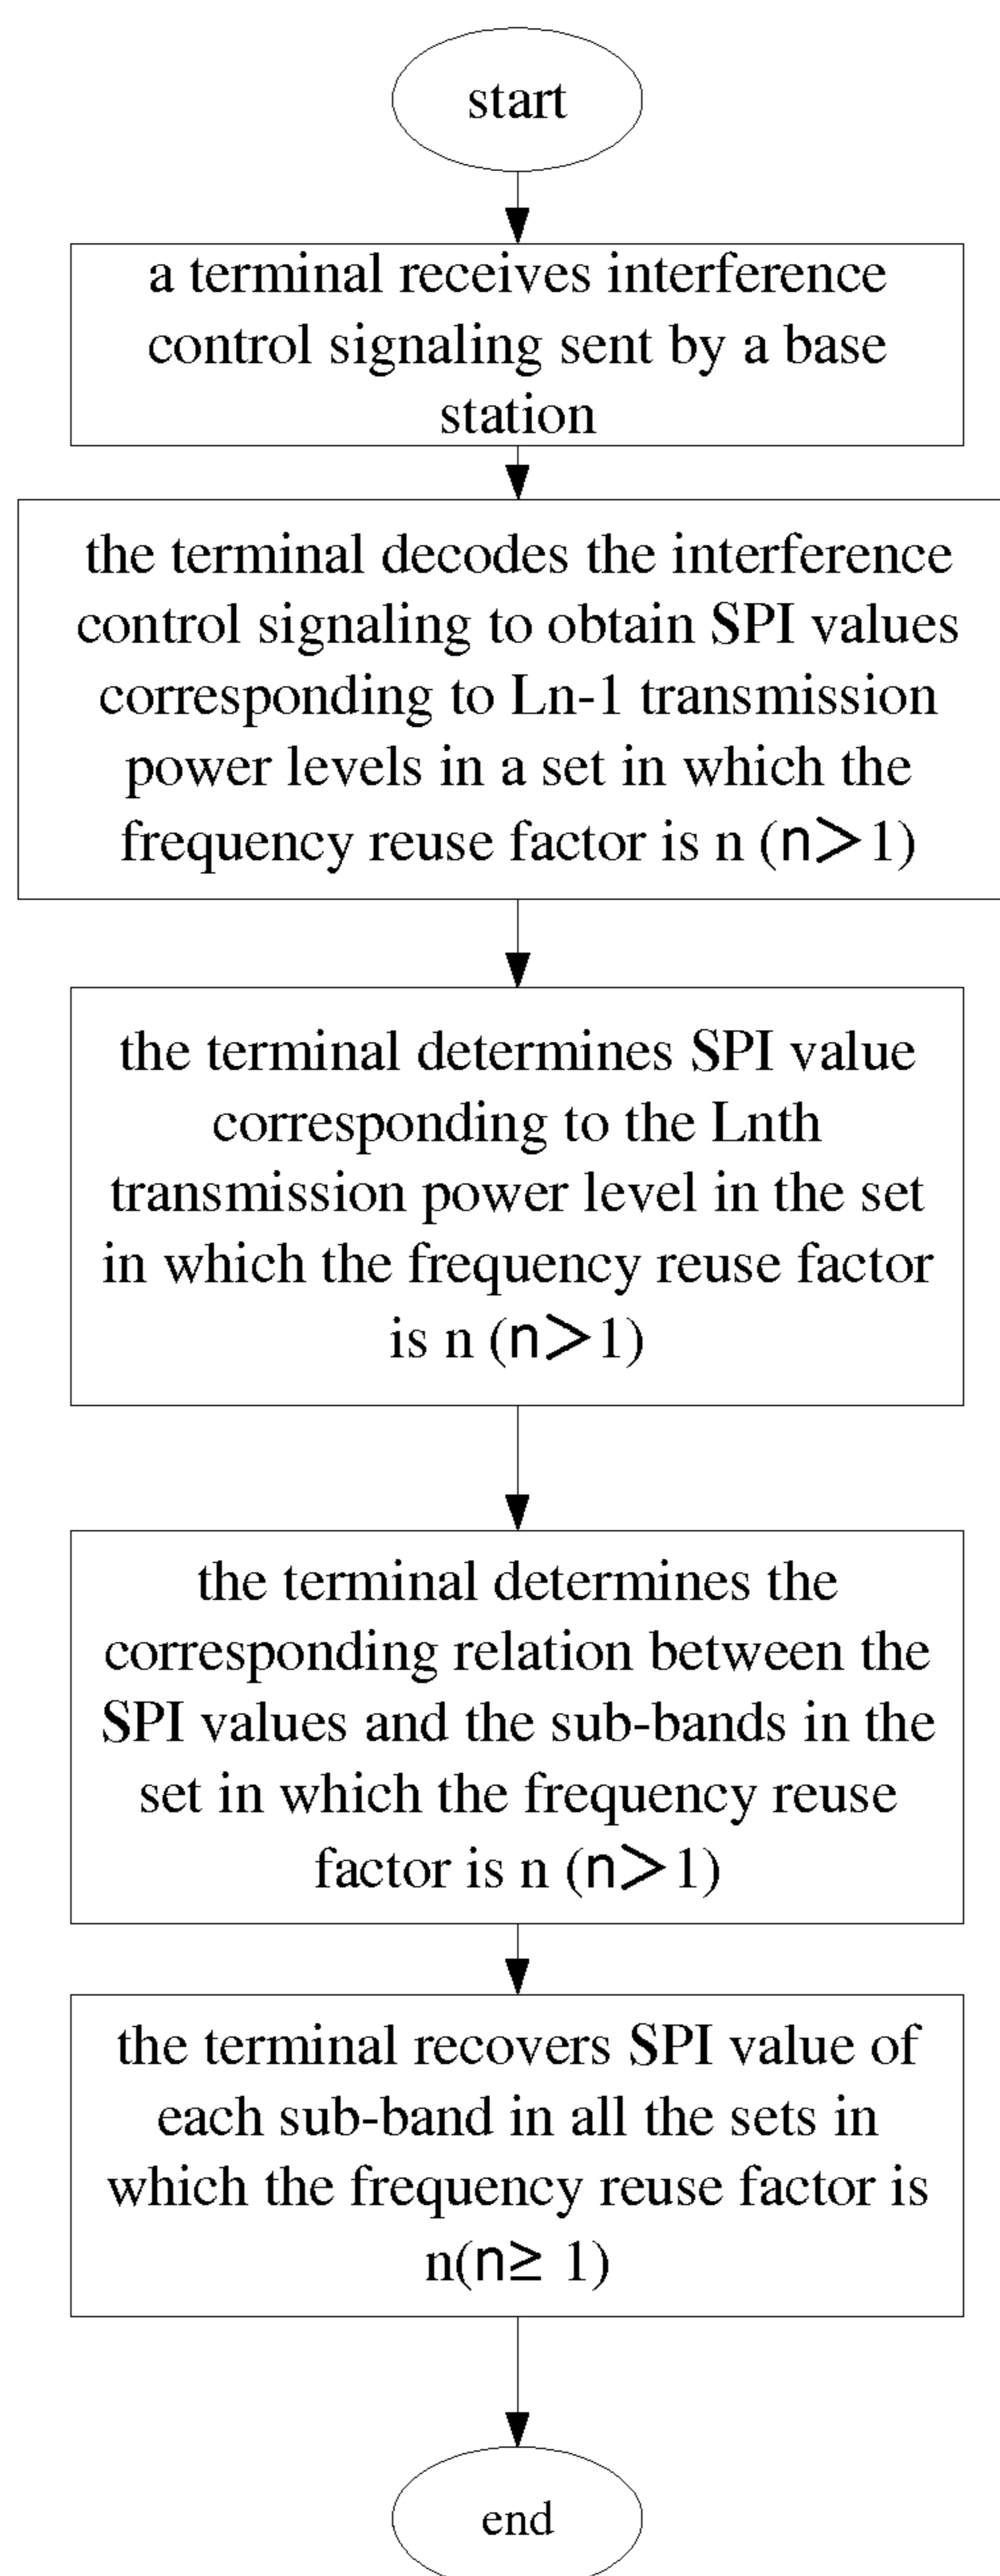 start
a terminal receives interference
control signaling sent by a base
station
the terminal decodes the interference
control signaling to obtain SPI values
corresponding to Ln-1 transmission
power levels in a set in which the
frequency reuse factor is n (n>1)
the terminal determines SPI value
corresponding to the Lnth
transmission power level in the set
in which the frequency reuse factor
is n (n>1)
the terminal determines the
corresponding relation between the
SPI values and the sub-bands in the
set in which the frequency reuse
factor is n (n>1)
the terminal recovers SPI value of
each sub-band in all the sets in
which the frequency reuse factor is
n(n≥ 1)
end